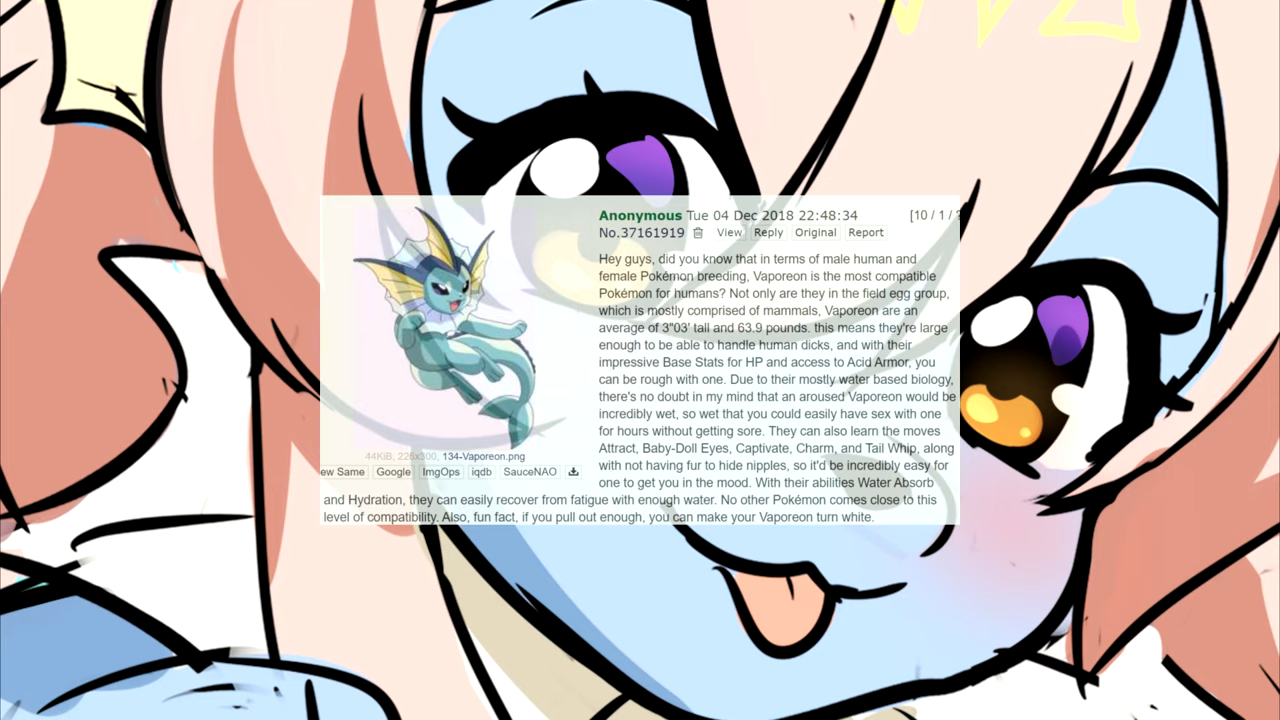 Anonymous Tue 04 Dec 2018 22:48:34 [10 / 1 /
No.37161919 View Reply Original Report
Hey guys, did you know that in terms of male human and
female Pokémon breeding, Vaporeon is the most compatible
Pokémon for humans? Not only are they in the field egg group,
which is mostly comprised of mammals, Vaporeon are an
average of 3"03' tall and 63.9 pounds. this means they're large
enough to be able to handle human dicks, and with their
impressive Base Stats for HP and access to Acid Armor, you
can be rough with one. Due to their mostly water based biology,
there's no doubt in my mind that an aroused Vaporeon would be
incredibly wet, so wet that you could easily have sex with one
for hours without getting sore. They can also learn the moves
Attract, Baby-Doll Eyes, Captivate, Charm, and Tail Whip, along
with not having fur to hide nipples, so it'd be incredibly easy for
one to get you in the mood. With their abilities Water Absorb
and Hydration, they can easily recover from fatigue with enough water. No other Pokémon comes close to this
level of compatibility. Also, fun fact, if you pull out enough, you can make your Vaporeon turn white.
44KiB, 226x300, 134-Vaporeon.png
ew Same Google ImgOps iqdb SauceNAO